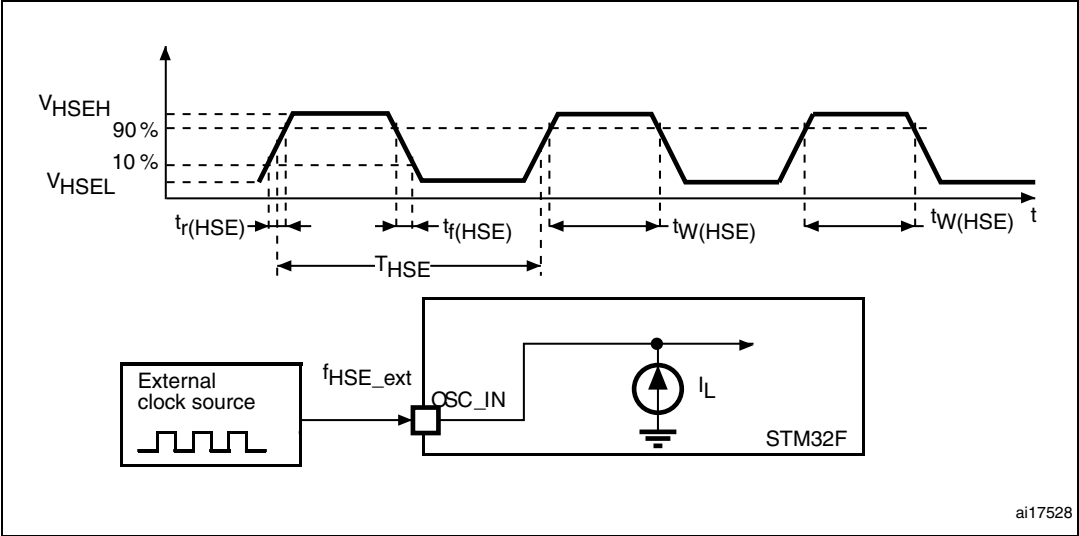 VHSEH
90 %
10 %
VHSEL
tr(HSE)
tf(HSE)
tW(HSE)
tW(HSE)
t
THSE
External
clock source
fHSE_ext
OSC_IN
IL
STM32F
ai17528